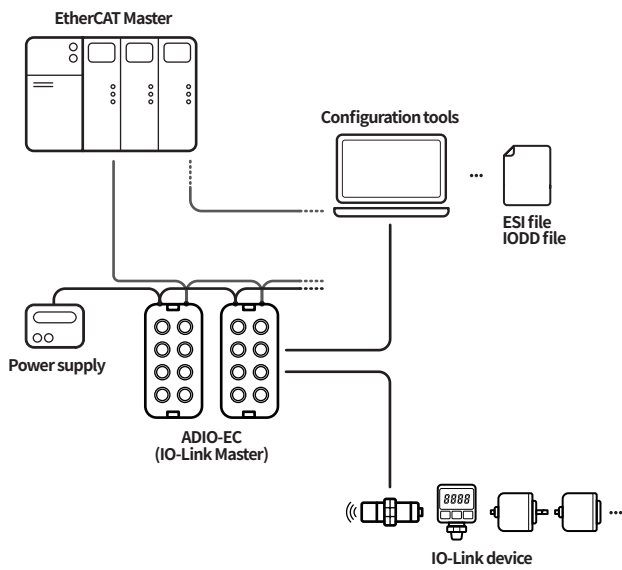 EtherCAT Master
Configuration tools
ESI file
IODD file
Power supply
ADIO-EC
(IO-Link Master)
8888
IO-Link device